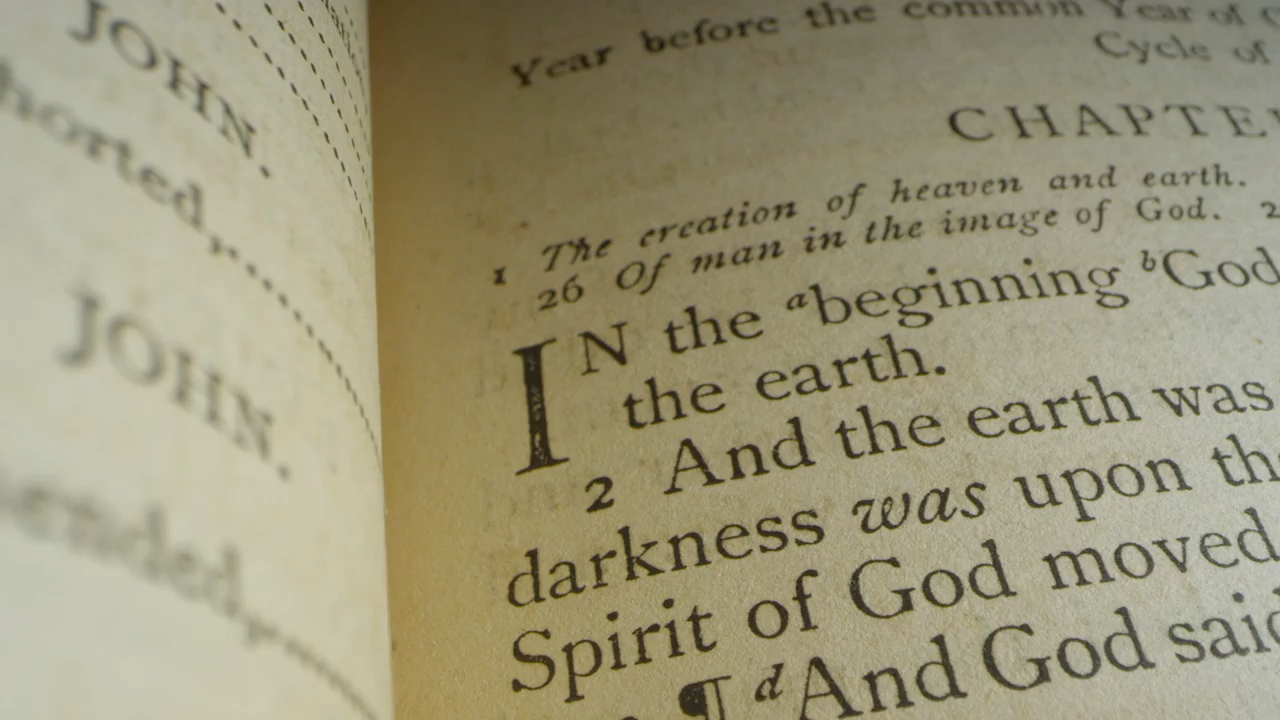 JOHN.
horted,
JOHN.
ended,
Year before the common Year of
Cycle of
CHAPTE
1 The creation of heaven and earth.
26 Of man in the image of God. 2
IN the ᵃbeginning ᵇGod
the earth.
2 And the earth was
darkness was upon th
Spirit of God moved
¶ ᵈAnd God said